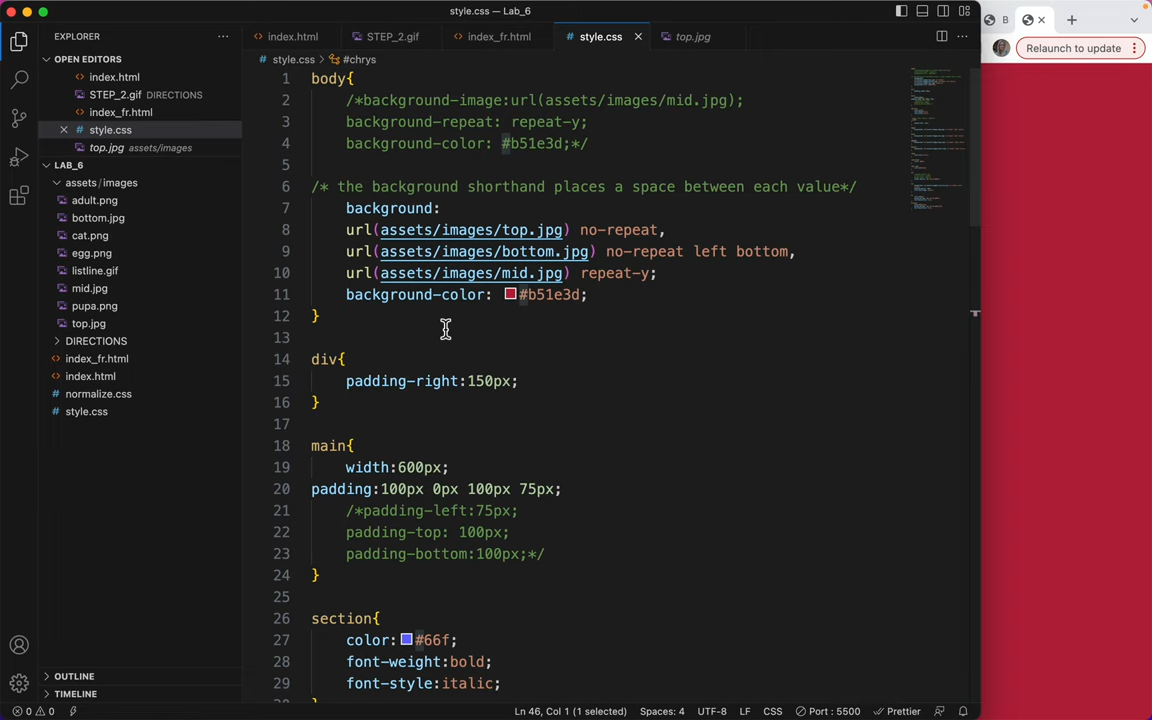 style.css — Lab_6
EXPLORER
OPEN EDITORS
index.html
STEP_2.gif DIRECTIONS
index_fr.html
style.css
top.jpg assets/images
LAB_6
assets/images
adult.png
bottom.jpg
cat.png
egg.png
listline.gif
mid.jpg
pupa.png
top.jpg
DIRECTIONS
index_fr.html
index.html
normalize.css
style.css
OUTLINE
TIMELINE
index.html STEP_2.gif index_fr.html style.css top.jpg
style.css > #chrys
1 body{
2 /*background-image:url(assets/images/mid.jpg);
3 background-repeat: repeat-y;
4 background-color: #b51e3d;*/
5
6 /* the background shorthand places a space between each value*/
7 background:
8 url(assets/images/top.jpg) no-repeat,
9 url(assets/images/bottom.jpg) no-repeat left bottom,
10 url(assets/images/mid.jpg) repeat-y;
11 background-color: #b51e3d;
12 }
13
14 div{
15 padding-right:150px;
16 }
17
18 main{
19 width:600px;
20 padding:100px 0px 100px 75px;
21 /*padding-left:75px;
22 padding-top: 100px;
23 padding-bottom:100px;*/
24 }
25
26 section{
27 color:#66f;
28 font-weight:bold;
29 font-style:italic;
0 0 Ln 46, Col 1 (1 selected) Spaces: 4 UTF-8 LF CSS Port : 5500 Prettier
B
Relaunch to update